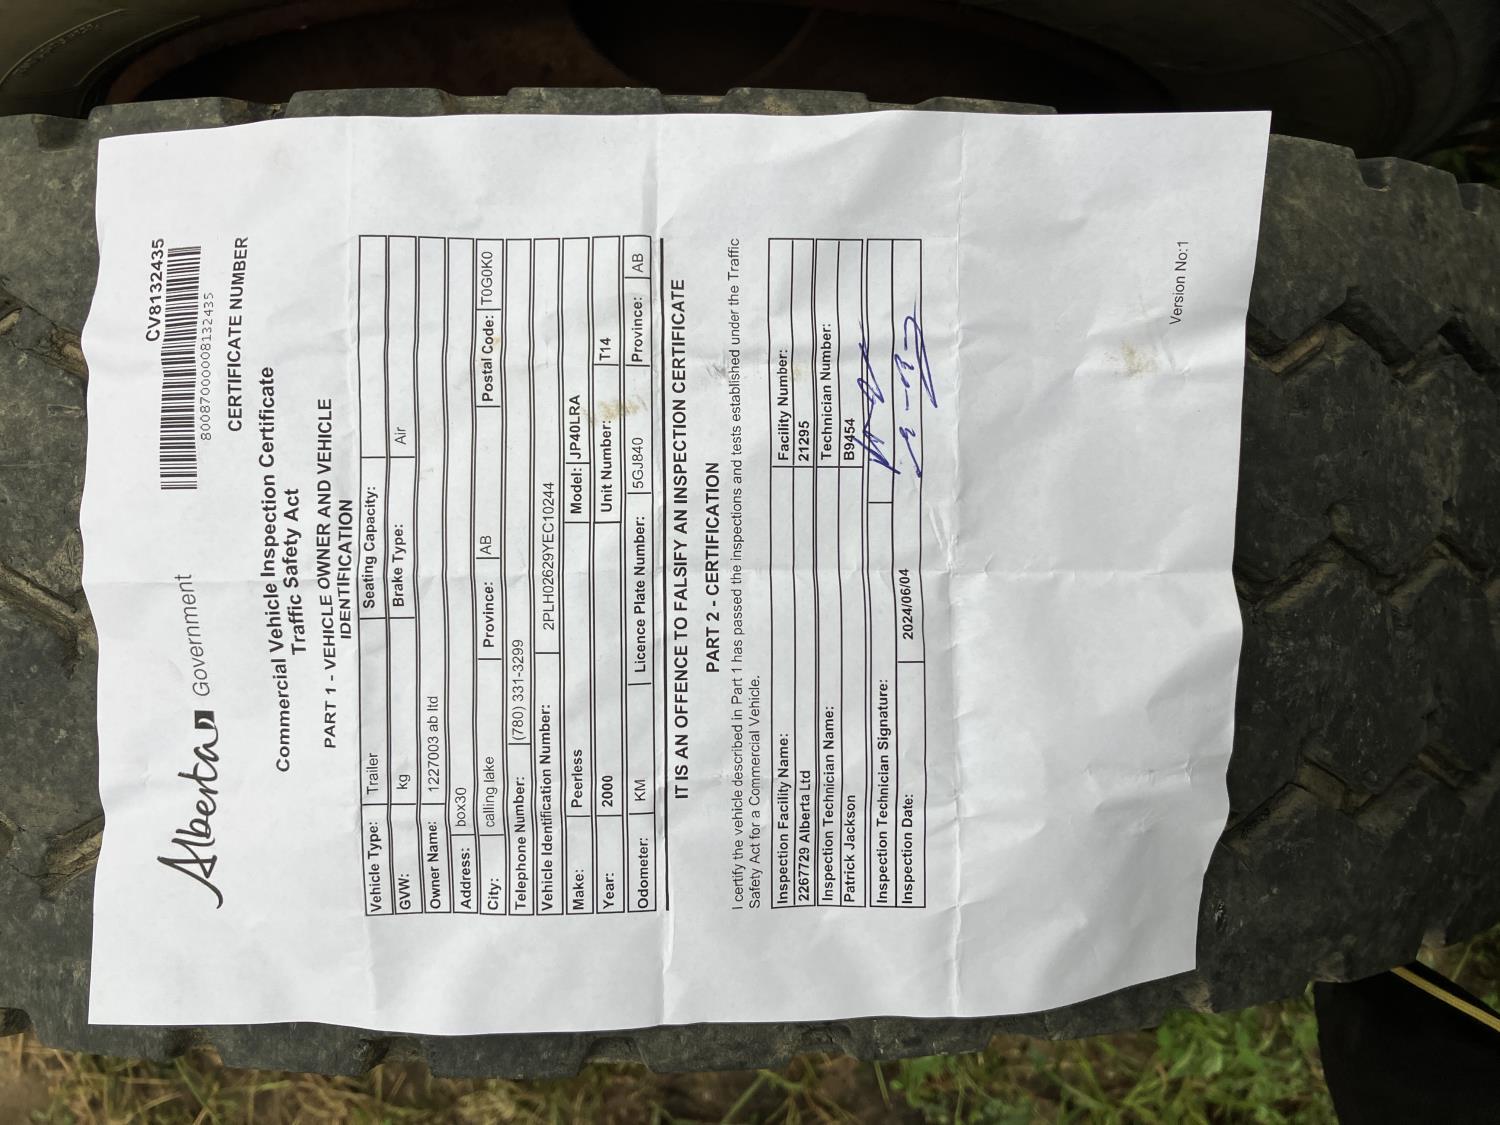 CV8132435
80087000008132435
CERTIFICATE NUMBER
Alberta Government
Commercial Vehicle Inspection Certificate
Traffic Safety Act
PART 1 - VEHICLE OWNER AND VEHICLE
IDENTIFICATION
Vehicle Type: Trailer Seating Capacity:
GVW: kg Brake Type: Air
Owner Name: 1227003 ab ltd
Address: box30
City: calling lake Province: AB Postal Code: T0G0K0
Telephone Number: (780) 331-3299
Vehicle Identification Number: 2PLH02629YEC10244
Make: Peerless Model: JP40LRA
Year: 2000 Unit Number: T14
Odometer: KM Licence Plate Number: 5GJ840 Province: AB
IT IS AN OFFENCE TO FALSIFY AN INSPECTION CERTIFICATE
PART 2 - CERTIFICATION
I certify the vehicle described in Part 1 has passed the inspections and tests established under the Traffic
Safety Act for a Commercial Vehicle.
Inspection Facility Name: Facility Number:
2267729 Alberta Ltd 21295
Inspection Technician Name: Technician Number:
Patrick Jackson B9454
Inspection Technician Signature:
Inspection Date: 2024/06/04
Version No:1